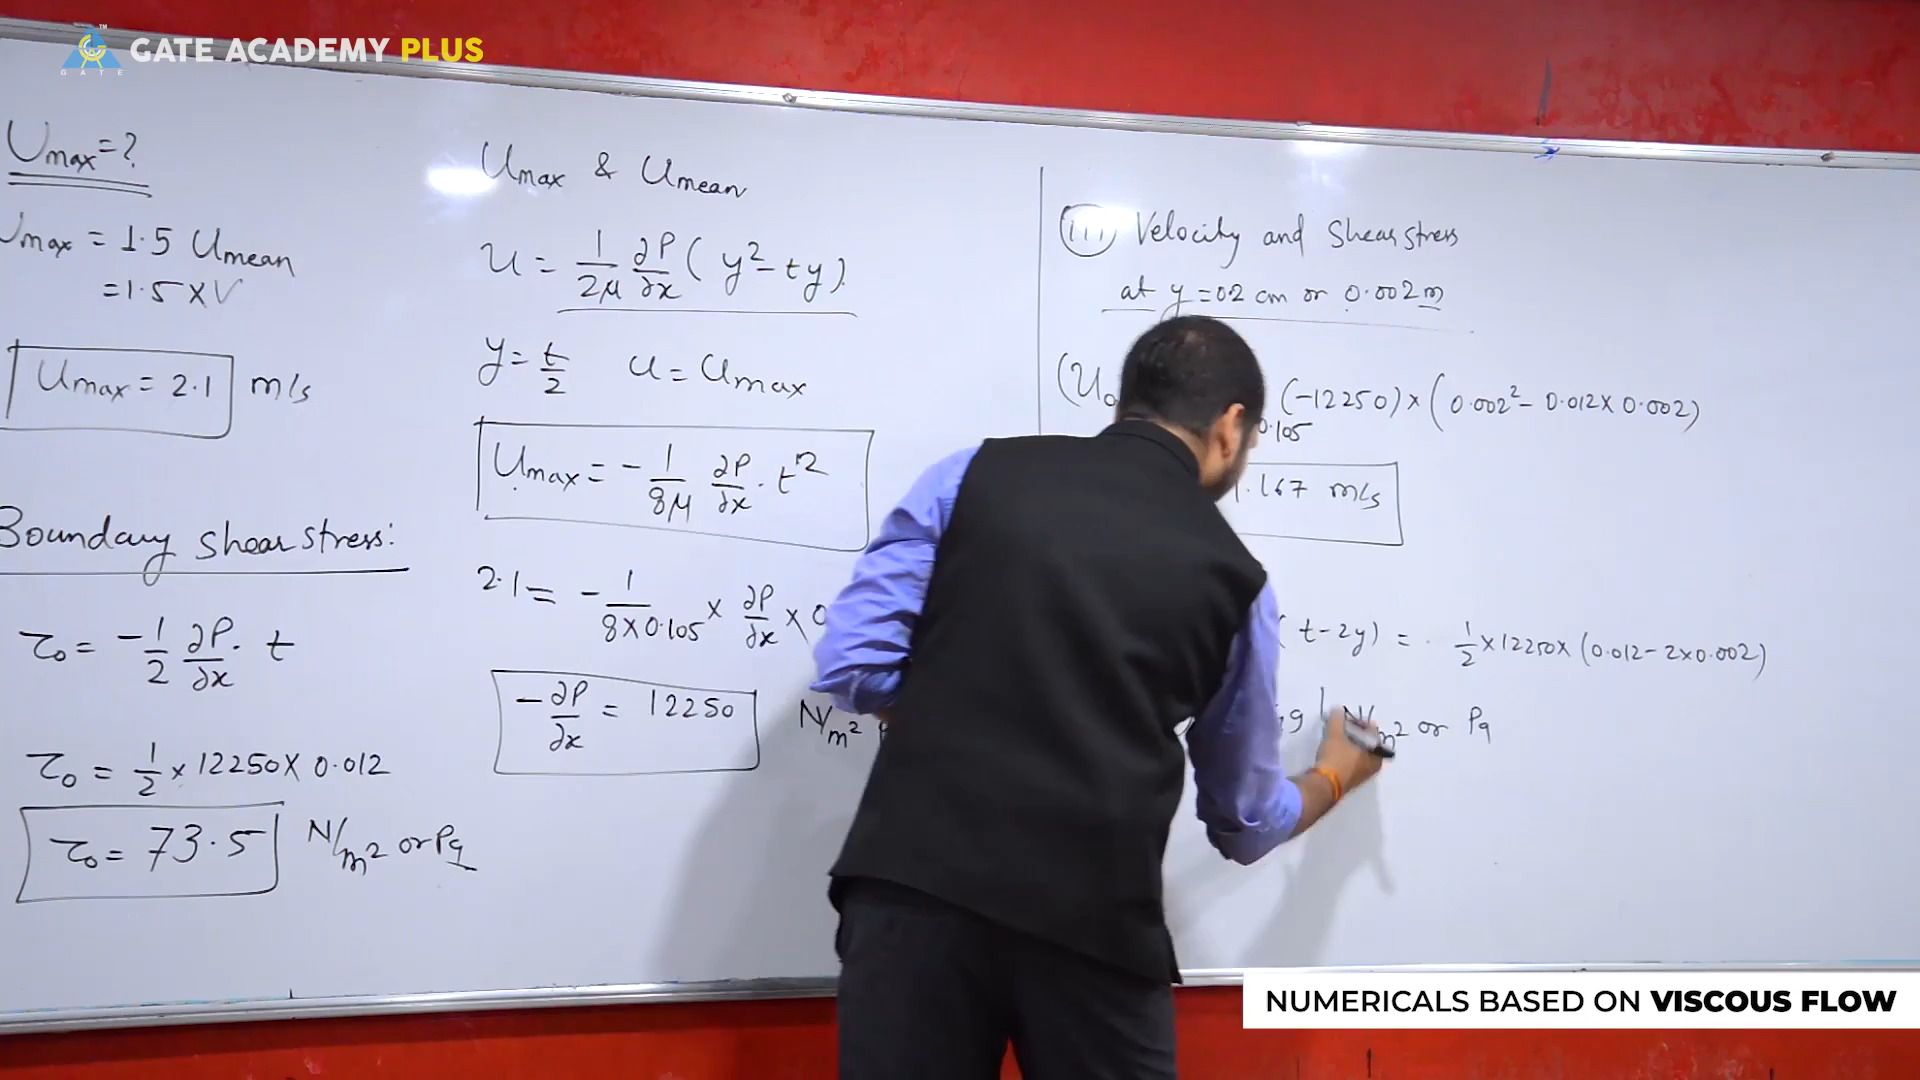 GATE ACADEMY PLUS
GATE
Umax=?
Umax = 1.5 Umean
=1.5×V
Umax = 2.1 m/s
Boundary shear stress:
τ₀ = -1/2 ∂P/∂x · t
τ₀ = 1/2 × 12250 × 0.012
τ₀ = 73.5 N/m² or Pa
Umax & Umean
u = 1/2μ ∂P/∂x ( y² - ty )
y = t/2 u = Umax
Umax = -1/8μ ∂P/∂x · t²
2.1 = -1/8×0.105 × ∂P/∂x × 0
-∂P/∂x = 12250 N/m²
(iii) Velocity and Shear stress
at y = 0.2 cm or 0.002 m
(U (-12250) × ( 0.002² - 0.012 × 0.002)
0.105
1.167 m/s
( t-2y) = 1/2 × 12250 × (0.012 - 2×0.002)
N/m² or Pa
NUMERICALS BASED ON VISCOUS FLOW